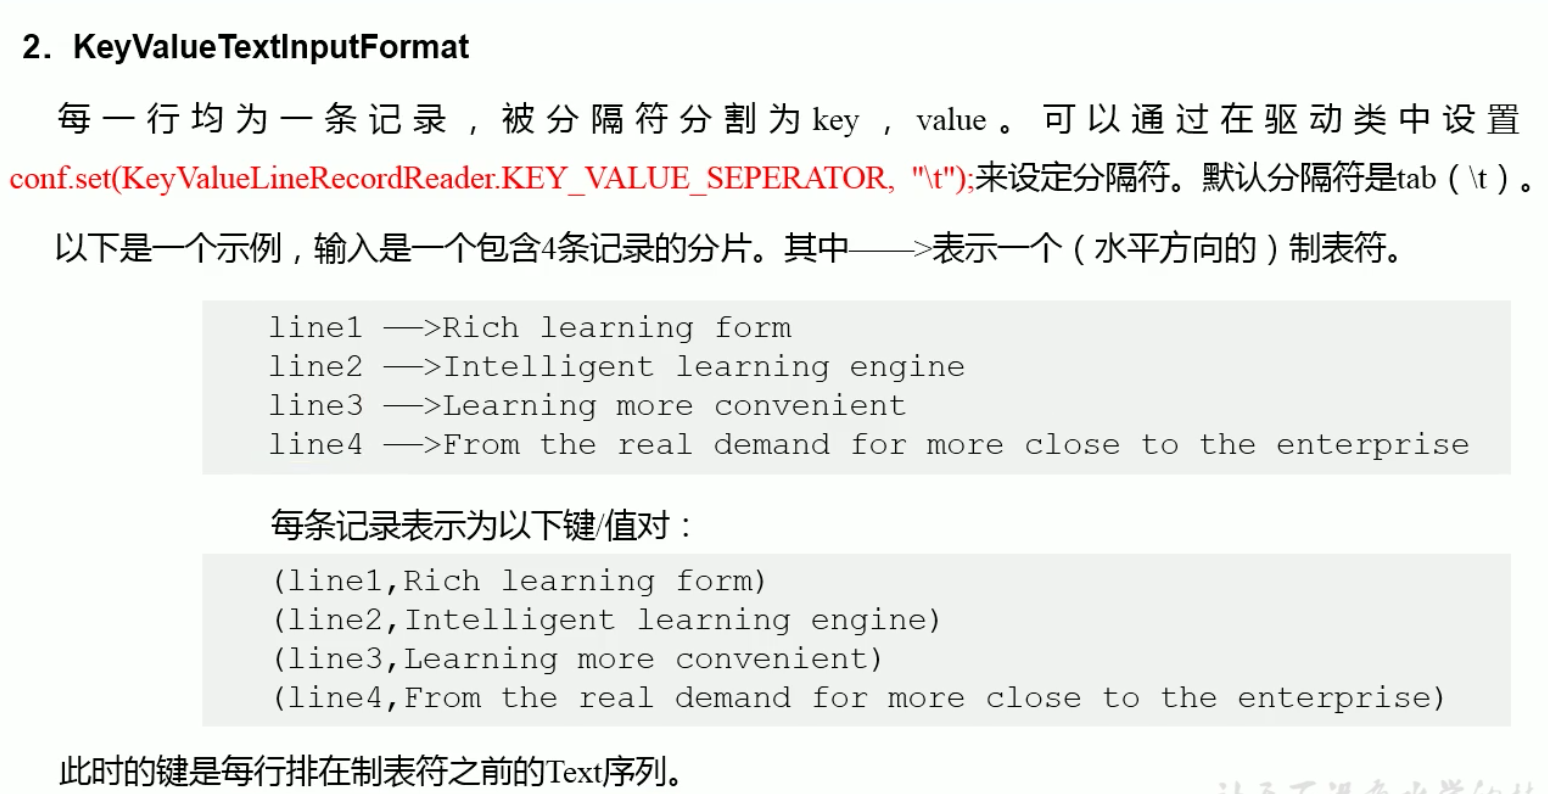 2．KeyValueTextInputFormat
每一行均为一条记录，被分隔符分割为key，value。可以通过在驱动类中设置
conf.set(KeyValueLineRecordReader.KEY_VALUE_SEPERATOR, "\t");来设定分隔符。默认分隔符是tab（\t）。
以下是一个示例，输入是一个包含4条记录的分片。其中——>表示一个（水平方向的）制表符。
line1 ——>Rich learning form
line2 ——>Intelligent learning engine
line3 ——>Learning more convenient
line4 ——>From the real demand for more close to the enterprise
每条记录表示为以下键/值对：
(line1,Rich learning form)
(line2,Intelligent learning engine)
(line3,Learning more convenient)
(line4,From the real demand for more close to the enterprise)
此时的键是每行排在制表符之前的Text序列。